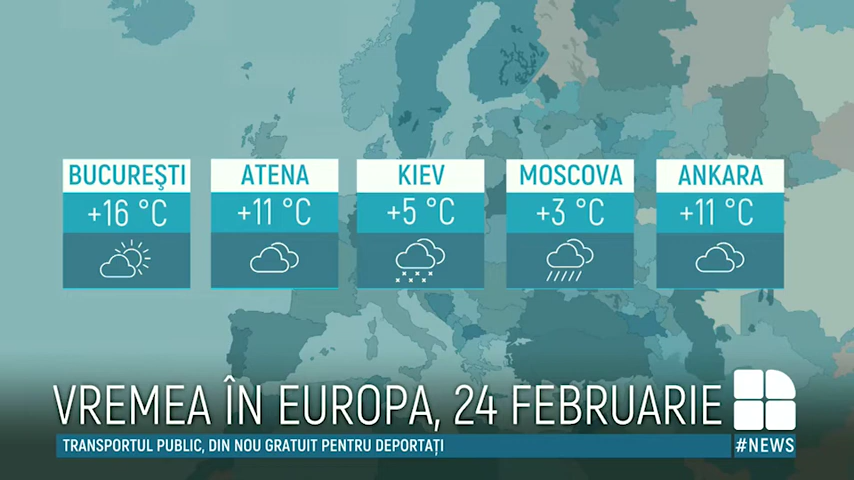 BUCUREŞTI
+16 °C
ATENA
+11 °C
KIEV
+5 °C
MOSCOVA
+3 °C
ANKARA
+11 °C
VREMEA ÎN EUROPA, 24 FEBRUARIE
TRANSPORTUL PUBLIC, DIN NOU GRATUIT PENTRU DEPORTAȚI
#NEWS